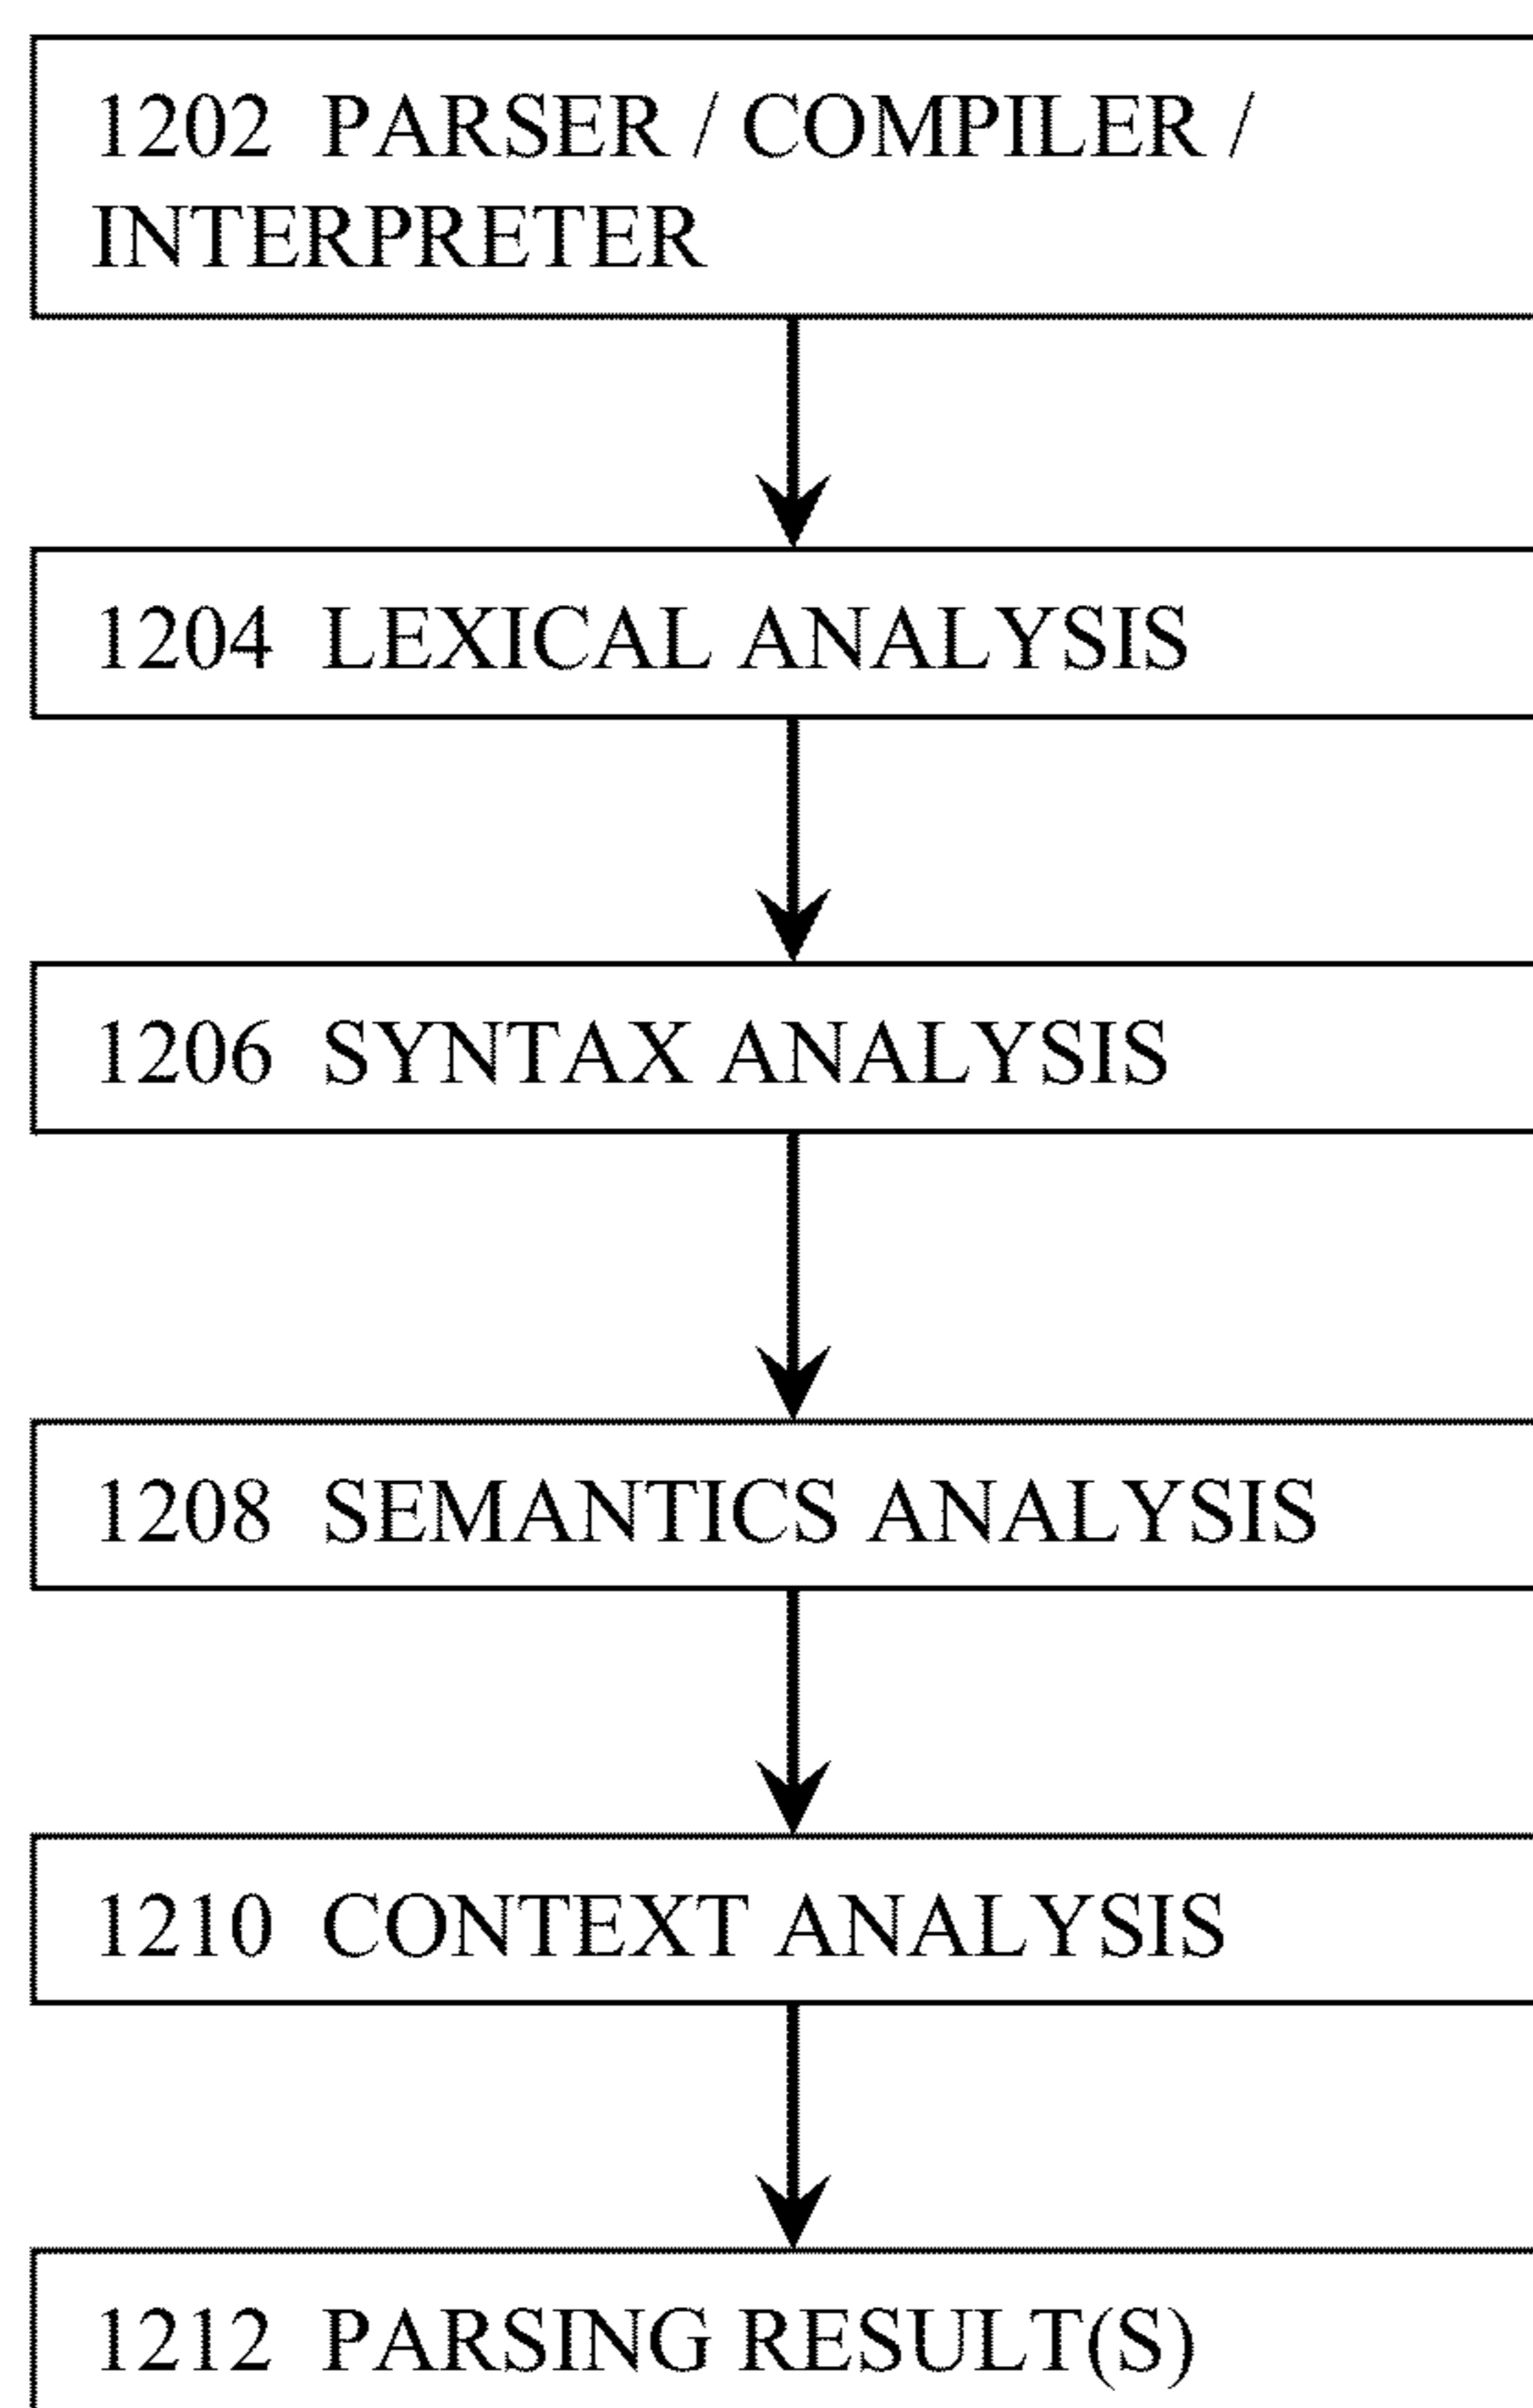 1202 PARSER / COMPILER /
INTERPRETER
1204 LEXICAL ANALYSIS
1206 SYNTAX ANALYSIS
1208 SEMANTICS ANALYSIS
1210 CONTEXT ANALYSIS
1212 PARSING RESULT(S)